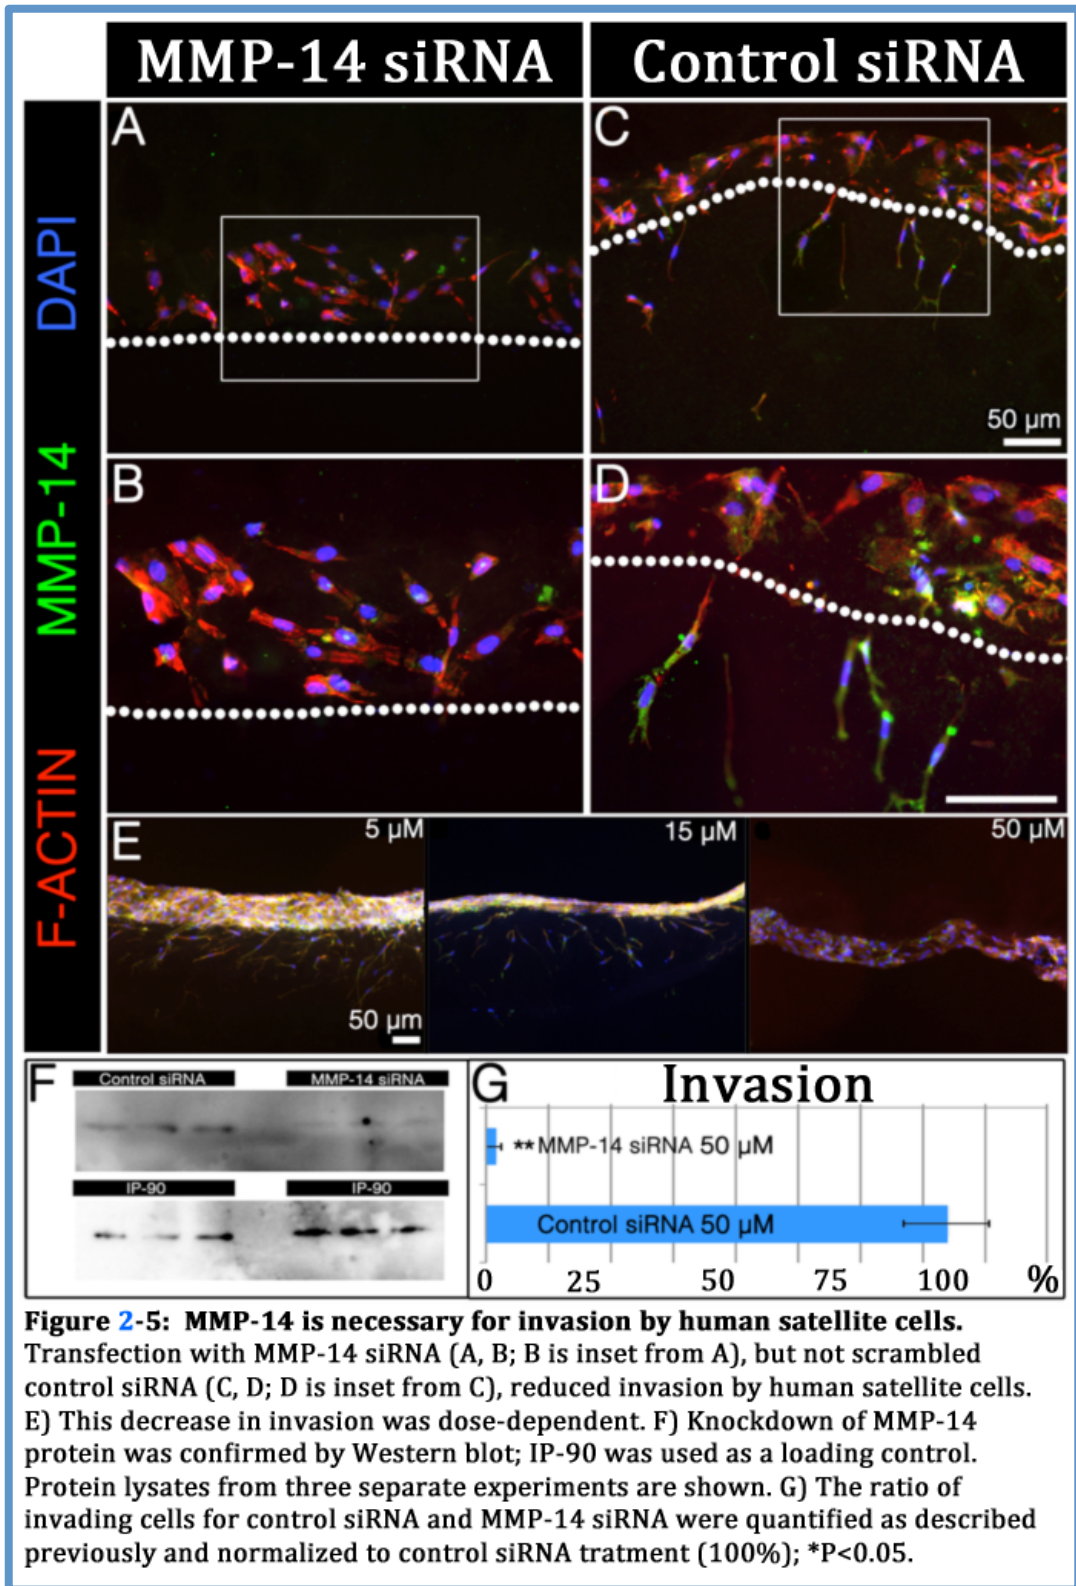 MMP-14 siRNA
Control siRNA
F-ACTIN MMP-14 DAPI
A
C
50 µm
B
D
E
5 µM
15 µM
50 µM
50 µm
F
Control siRNA
MMP-14 siRNA
IP-90
IP-90
G
Invasion
** MMP-14 siRNA 50 µM
Control siRNA 50 µM
0 25 50 75 100 %
Figure 2-5: MMP-14 is necessary for invasion by human satellite cells.
Transfection with MMP-14 siRNA (A, B; B is inset from A), but not scrambled
control siRNA (C, D; D is inset from C), reduced invasion by human satellite cells.
E) This decrease in invasion was dose-dependent. F) Knockdown of MMP-14
protein was confirmed by Western blot; IP-90 was used as a loading control.
Protein lysates from three separate experiments are shown. G) The ratio of
invading cells for control siRNA and MMP-14 siRNA were quantified as described
previously and normalized to control siRNA tratment (100%); *P<0.05.